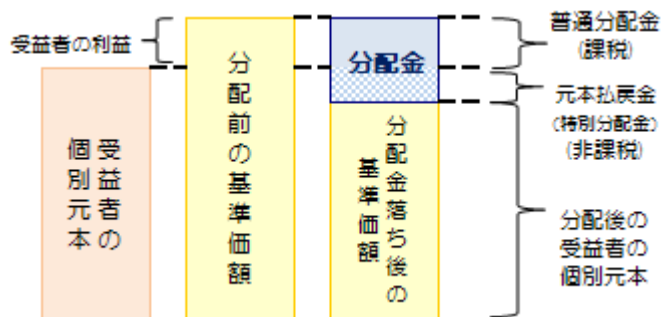 受益者の利益
受益者の
個別元本
分配前の基準価額
分配金
分配金落ち後の
基準価額
普通分配金
(課税)
元本払戻金
(特別分配金)
(非課税)
分配後の
受益者の
個別元本